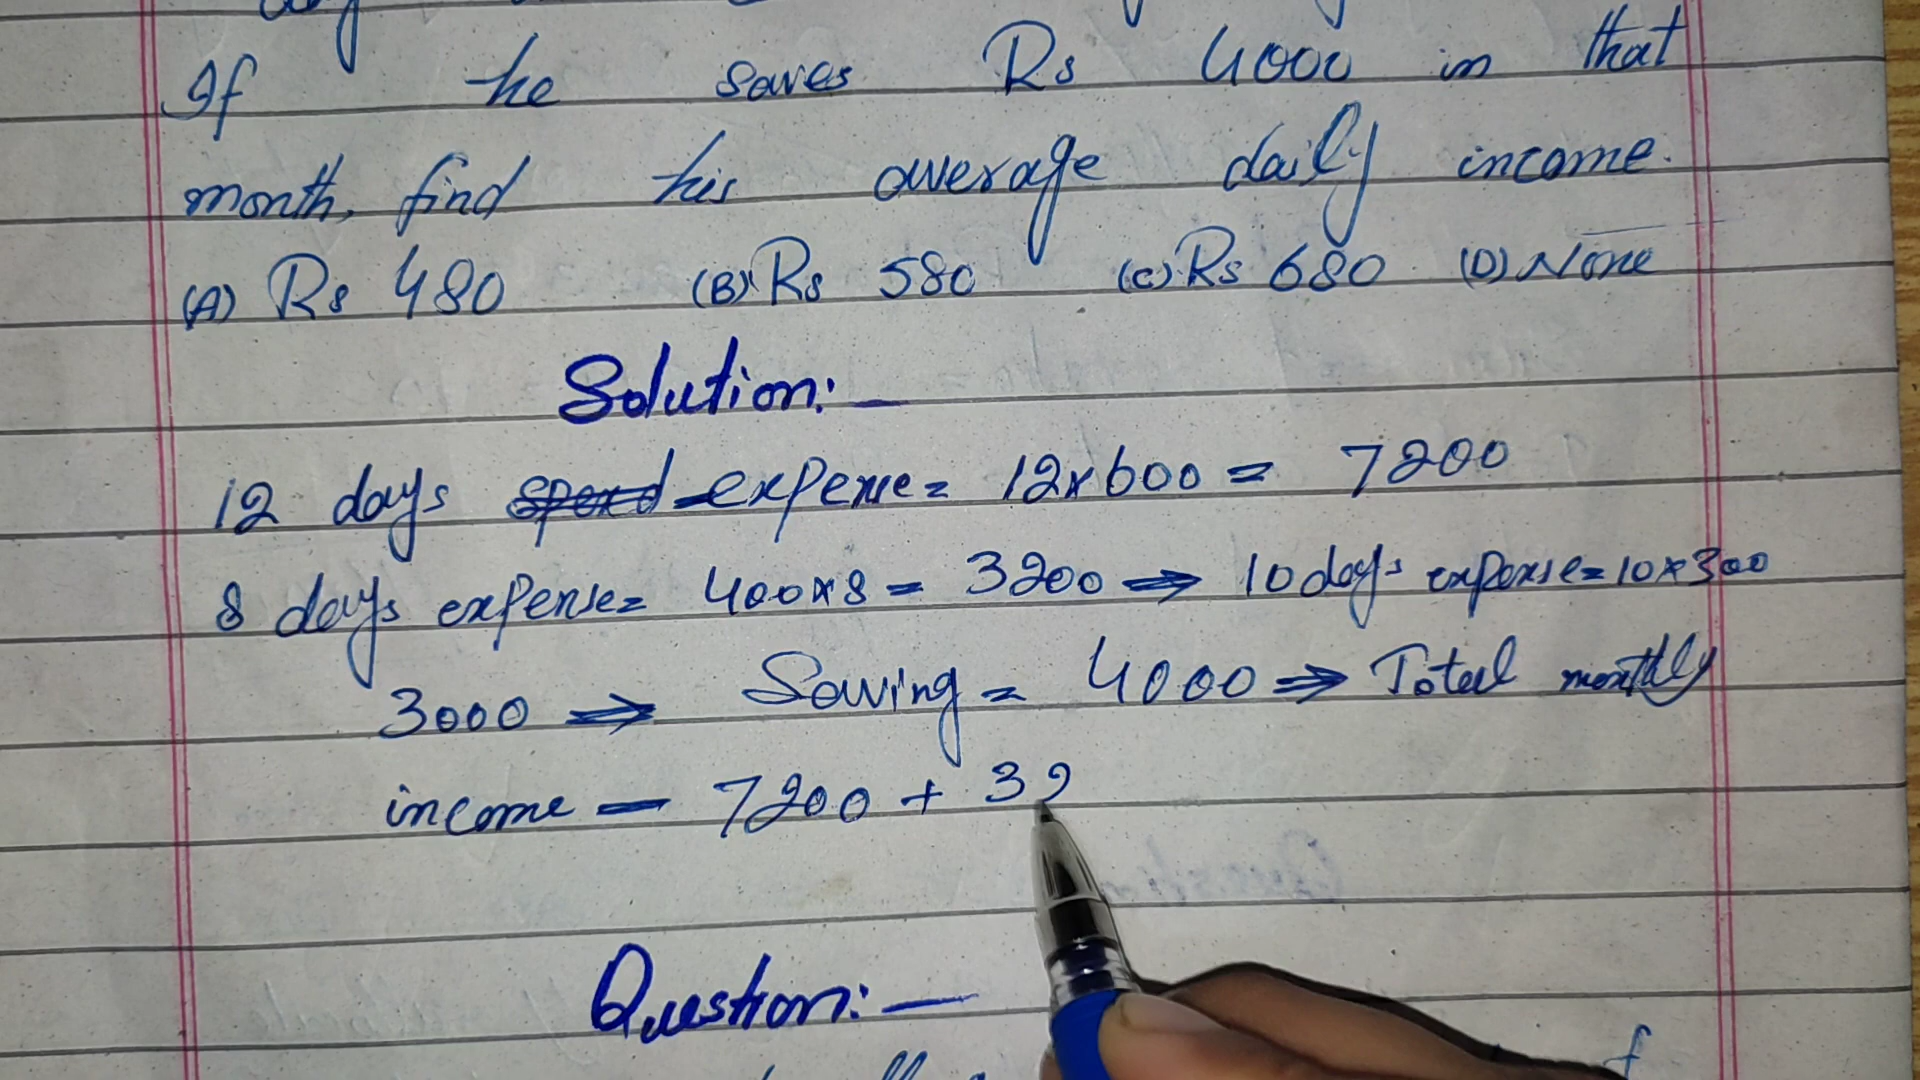 If he saves Rs 4000 in that
month, find his average daily income.
(A) Rs 480 (B) Rs 580 (C) Rs 680 (D) None
Solution:-
12 days expense= 12×600 = 7200
8 days expense= 400×8 = 3200 ⇒ 10 days expense= 10×300
3000 ⇒ Saving = 4000 ⇒ Total monthly
income — 7200 + 32
Question:-